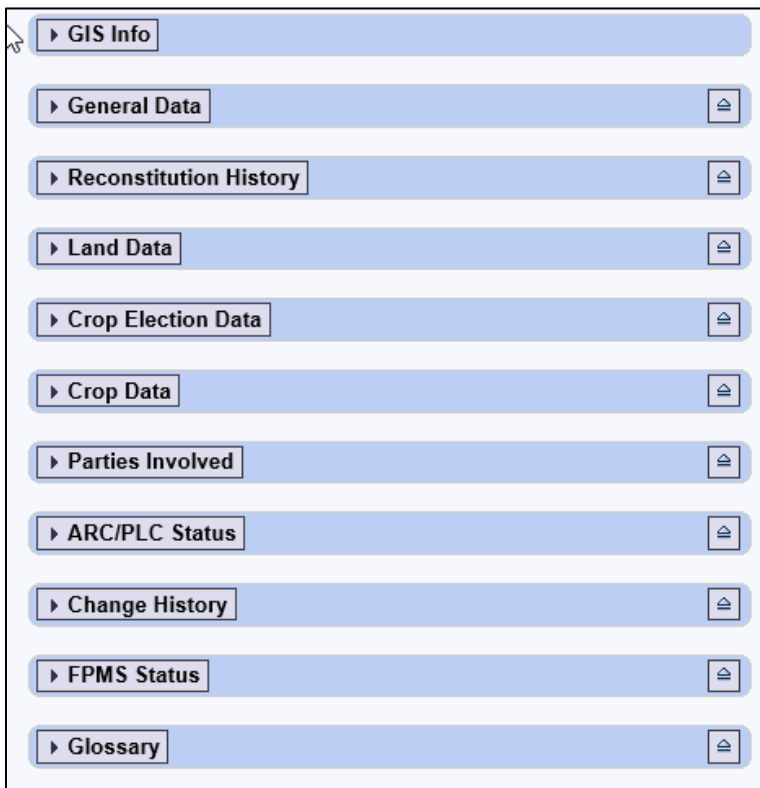 GIS Info
General Data
Reconstitution History
Land Data
Crop Election Data
Crop Data
Parties Involved
ARC/PLC Status
Change History
FPMS Status
Glossary